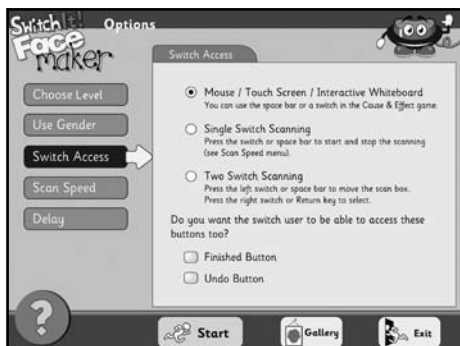 Switch It! Options
Face
maker
Switch Access
Choose Level
Use Gender
Switch Access
Scan Speed
Delay
Mouse / Touch Screen / Interactive Whiteboard
You can use the space bar or a switch in the Cause & Effect game.
Single Switch Scanning
Press the switch or space bar to start and stop the scanning
(see Scan Speed menu).
Two Switch Scanning
Press the left switch or space bar to move the scan box.
Press the right switch or Return key to select.
Do you want the switch user to be able to access these
buttons too?
Finished Button
Undo Button
?
Start
Gallery
Exit